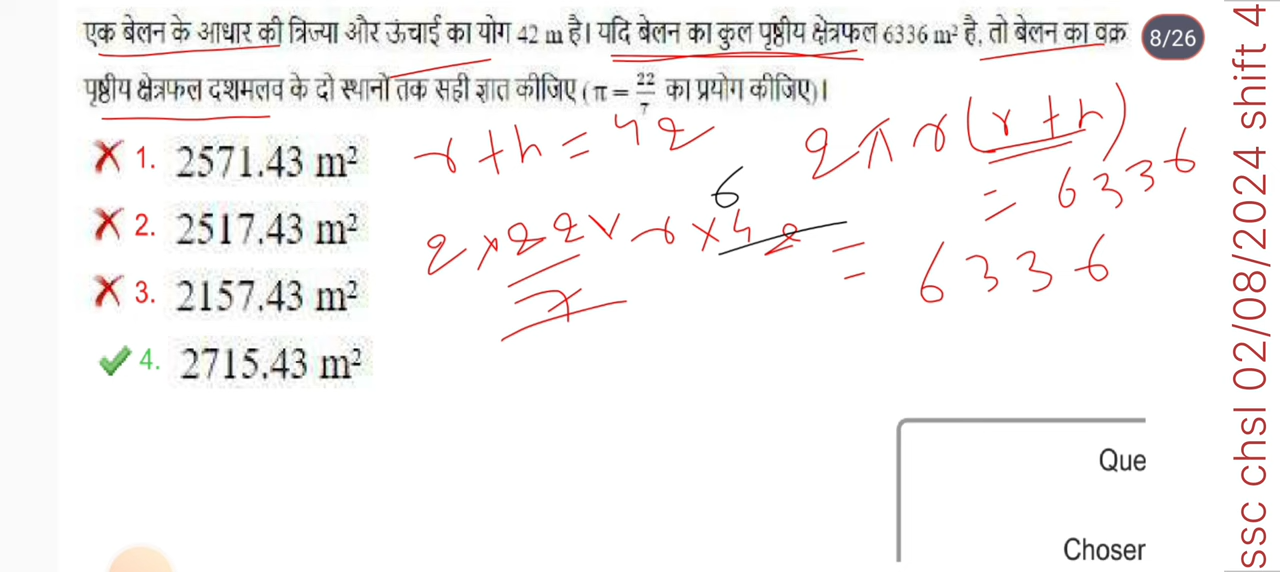 एक बेलन के आधार की त्रिज्या और ऊंचाई का योग 42 m है। यदि बेलन का कुल पृष्ठीय क्षेत्रफल 6336 m² है, तो बेलन का वक्र
8/26
पृष्ठीय क्षेत्रफल दशमलव के दो स्थानों तक सही ज्ञात कीजिए (π = 22/7 का प्रयोग कीजिए)।
1. 2571.43 m²
2. 2517.43 m²
3. 2157.43 m²
4. 2715.43 m²
r + h = 42
2πr(r+h)
= 6336
6
2 × 22/7 × r × 42 = 6336
Que
Choser
ssc chsl 02/08/2024 shift 4